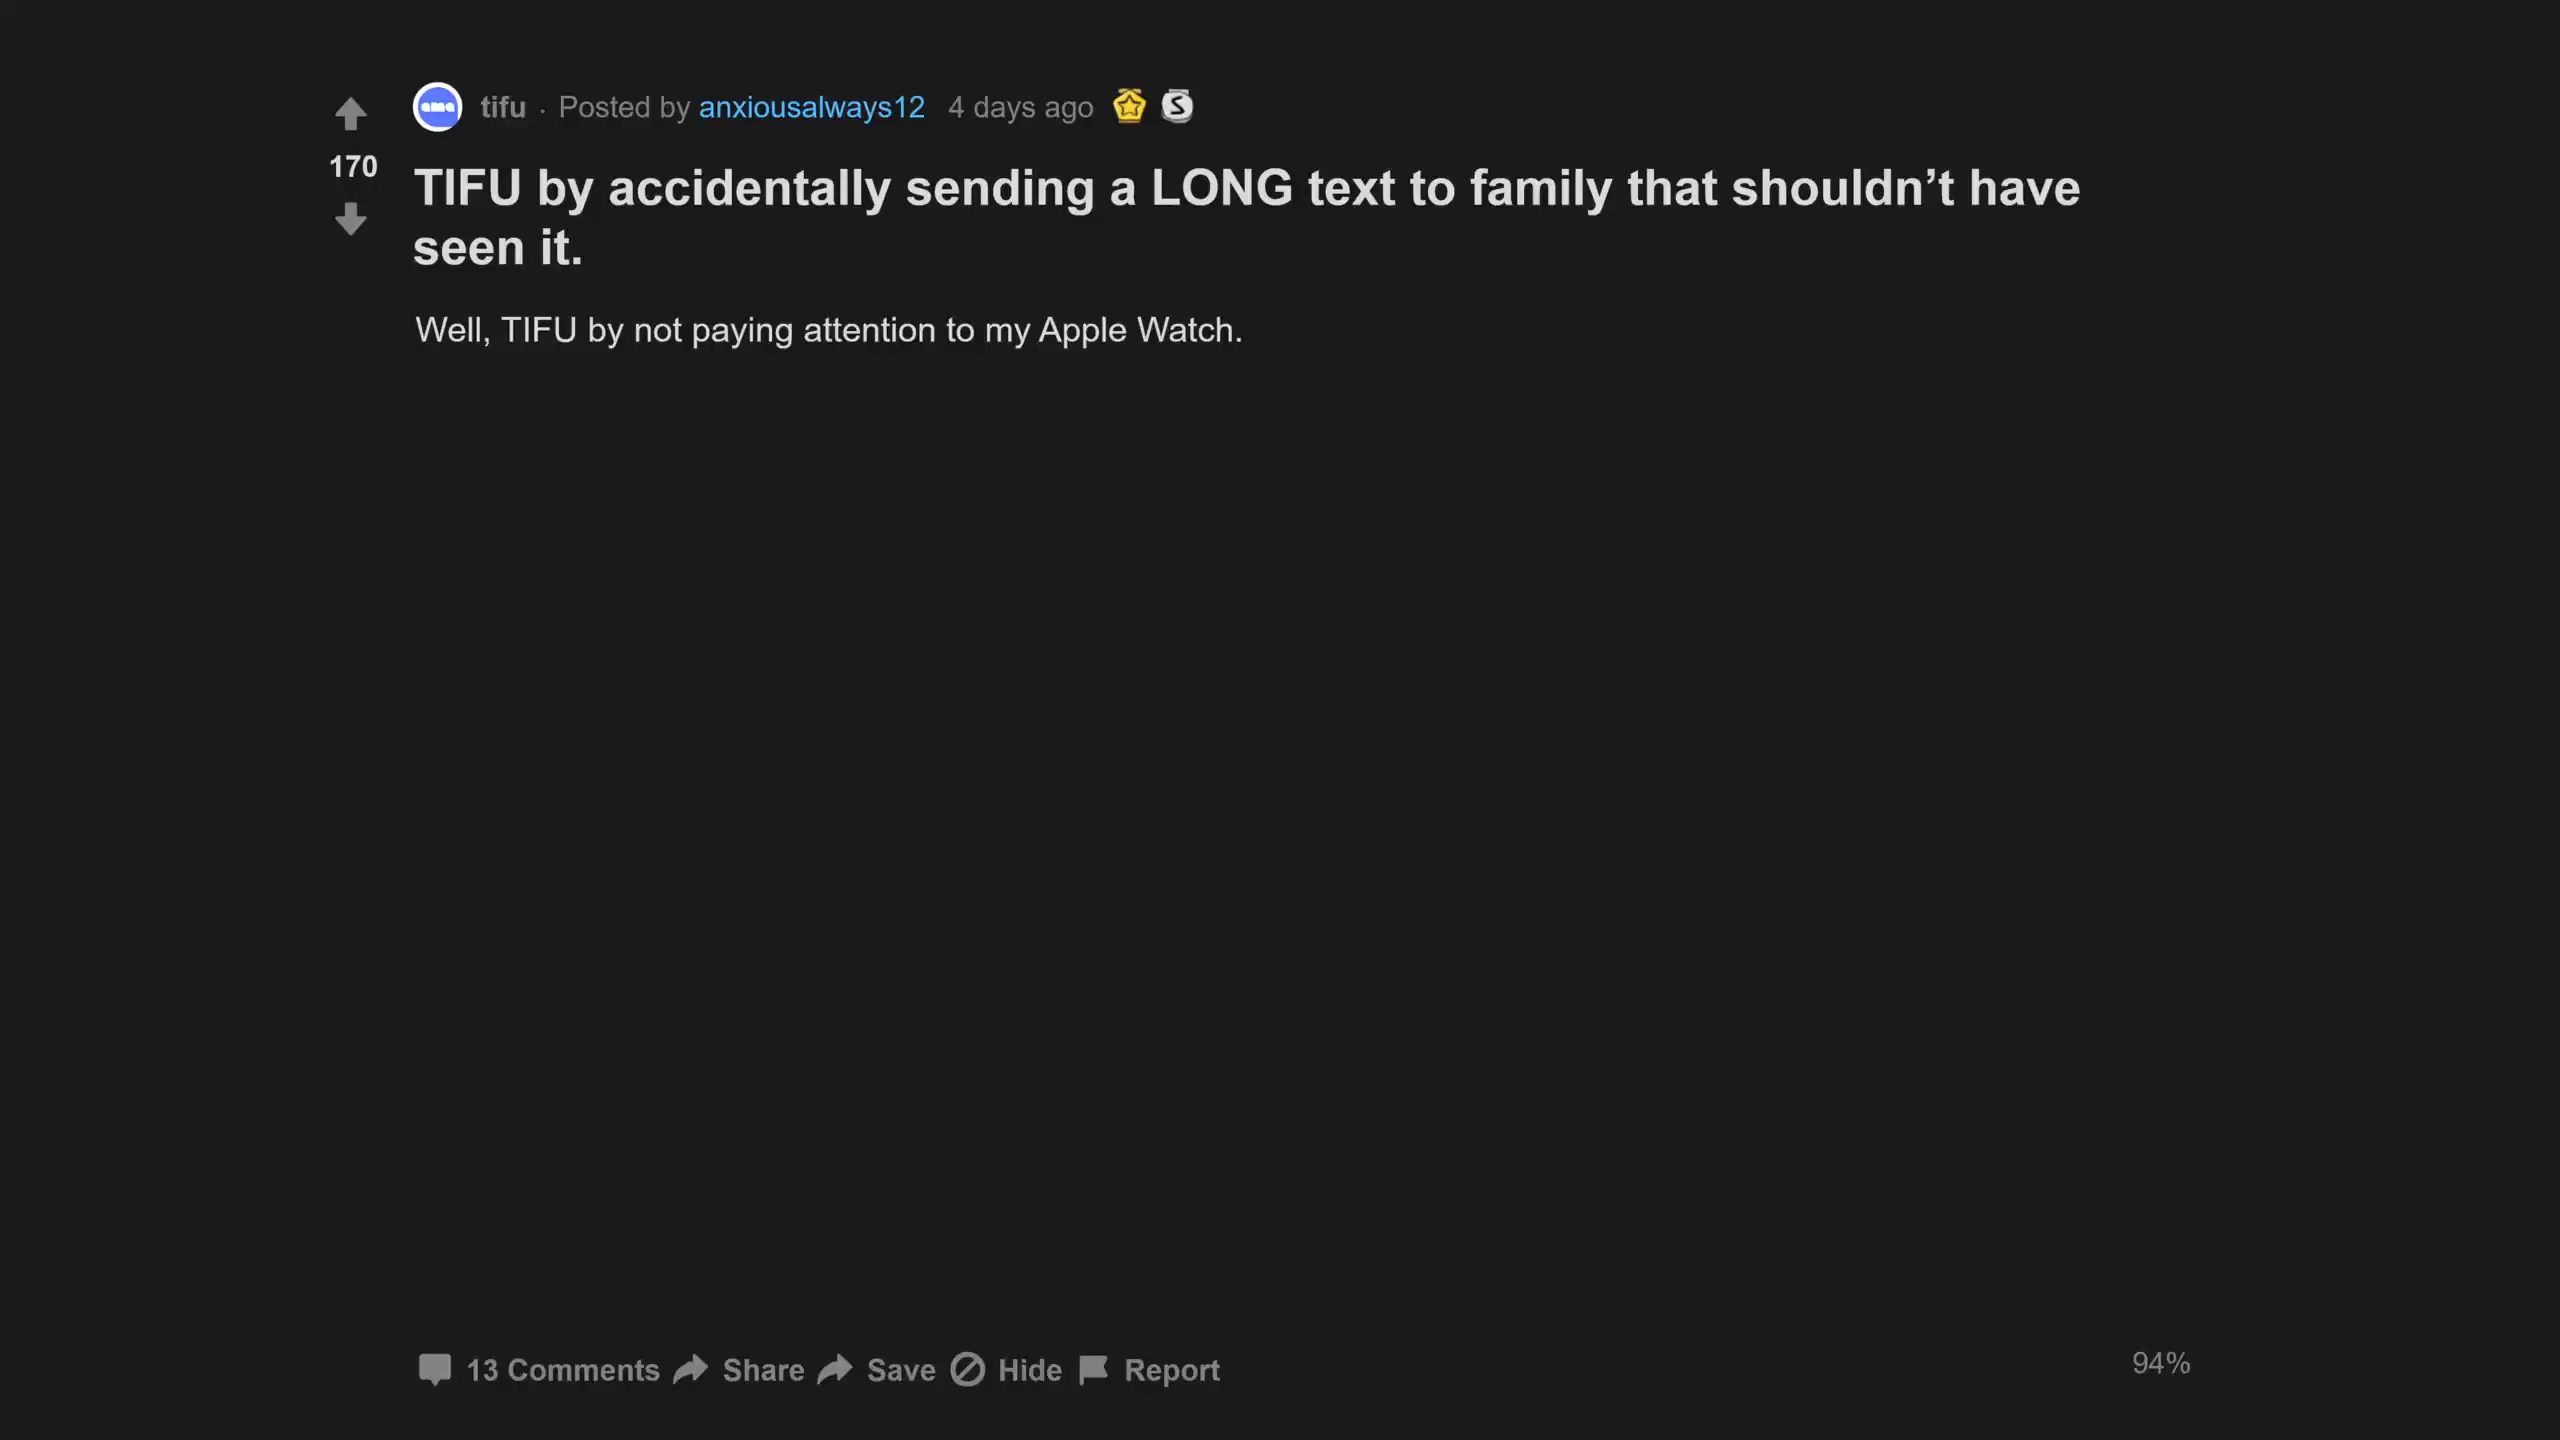 ama tifu · Posted by anxiousalways12 4 days ago S
170
TIFU by accidentally sending a LONG text to family that shouldn’t have
seen it.
Well, TIFU by not paying attention to my Apple Watch.
13 Comments Share Save Hide Report
94%